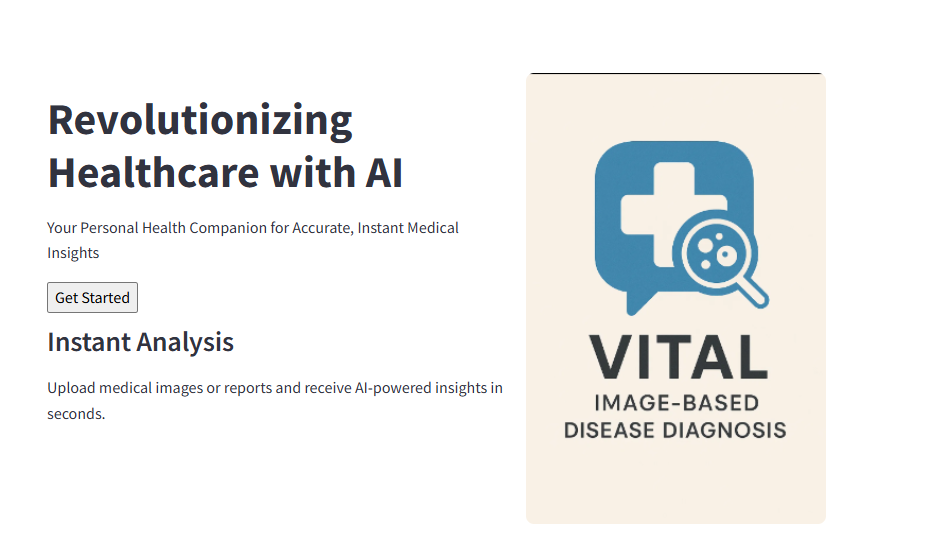 Revolutionizing
Healthcare with AI
Your Personal Health Companion for Accurate, Instant Medical
Insights
Get Started
Instant Analysis
Upload medical images or reports and receive AI-powered insights in
seconds.
VITAL
IMAGE-BASED
DISEASE DIAGNOSIS